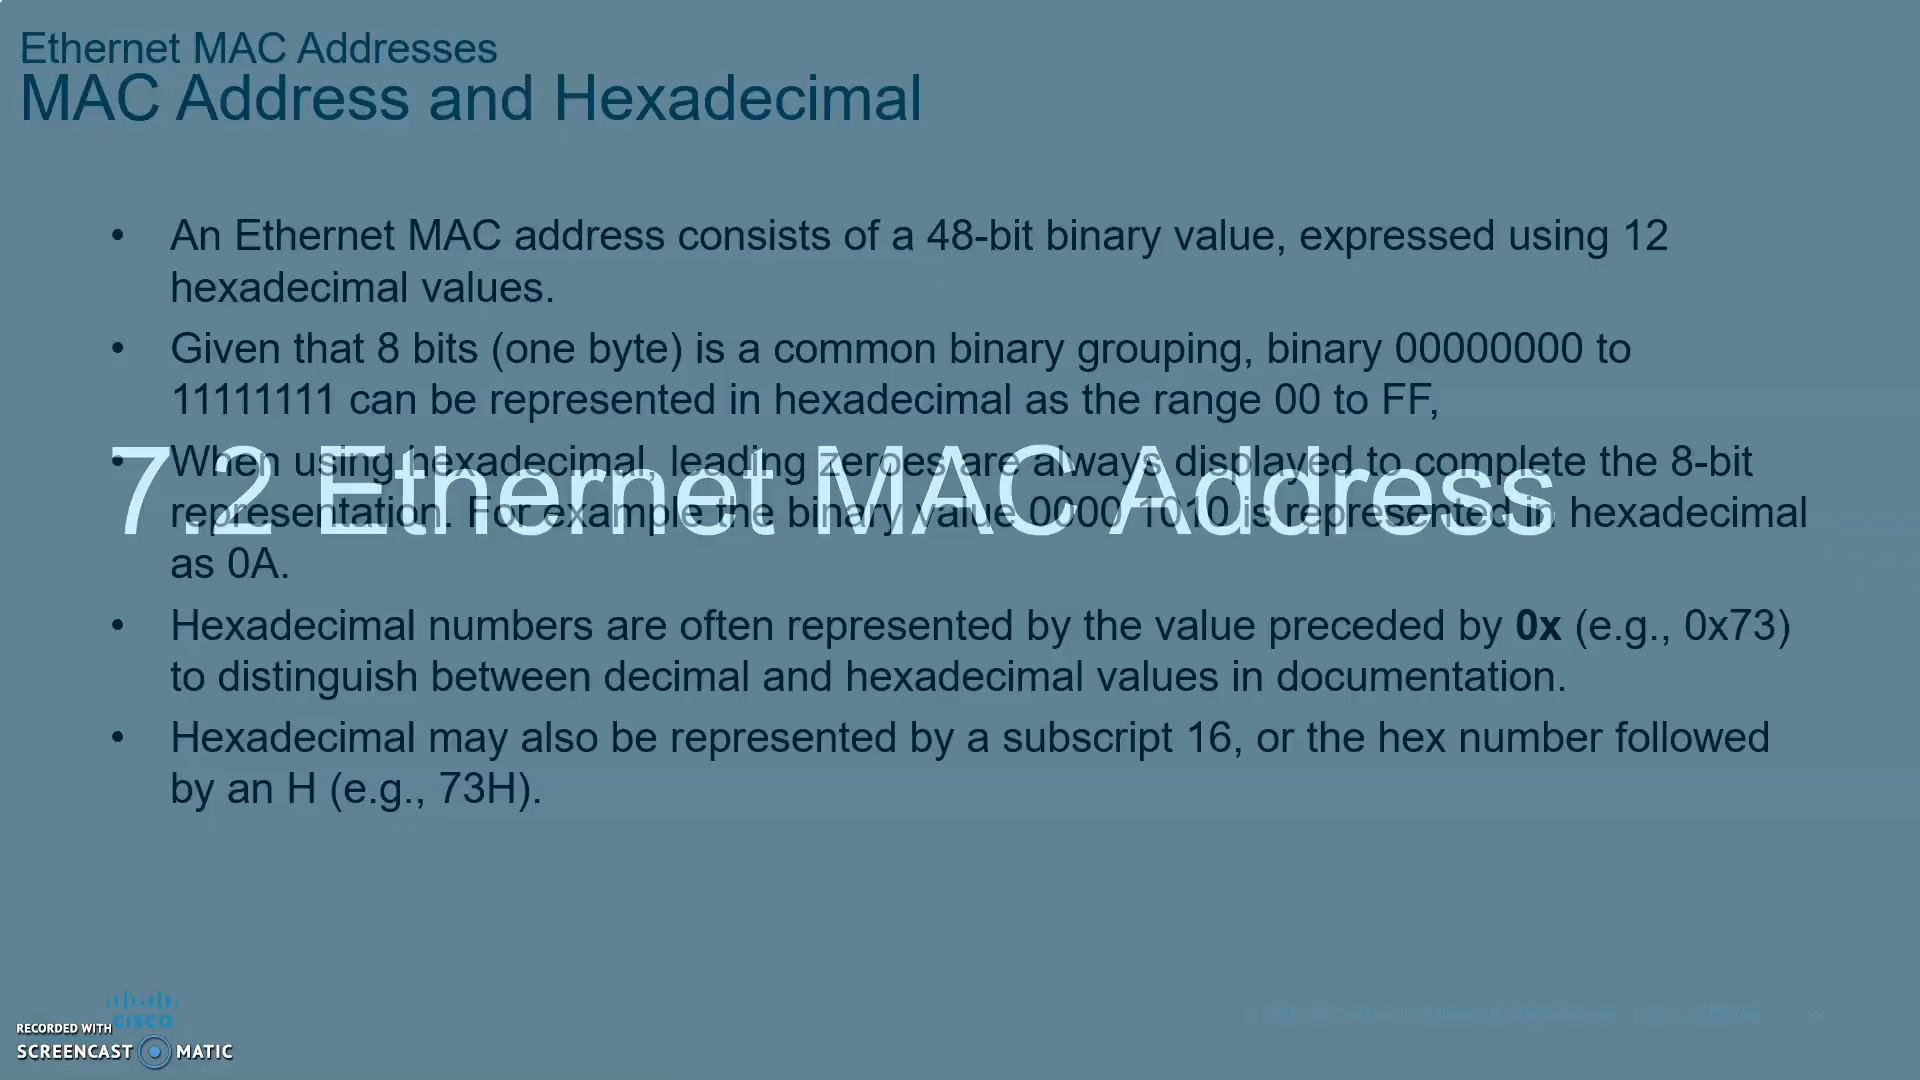 Ethernet MAC Addresses
MAC Address and Hexadecimal
• An Ethernet MAC address consists of a 48-bit binary value, expressed using 12
hexadecimal values.
• Given that 8 bits (one byte) is a common binary grouping, binary 00000000 to
11111111 can be represented in hexadecimal as the range 00 to FF,
• When using hexadecimal, leading zeroes are always displayed to complete the 8-bit
representation. For example the binary value 0000 1010 is represented in hexadecimal
as 0A.
7.2 Ethernet MAC Address
• Hexadecimal numbers are often represented by the value preceded by 0x (e.g., 0x73)
to distinguish between decimal and hexadecimal values in documentation.
• Hexadecimal may also be represented by a subscript 16, or the hex number followed
by an H (e.g., 73H).
CISCO
RECORDED WITH
SCREENCAST MATIC